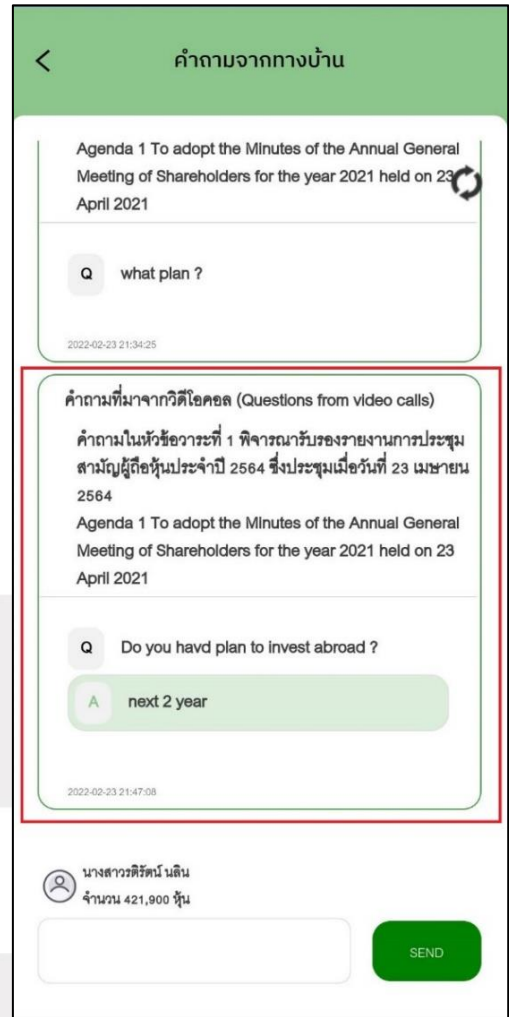 คำถามจากทางบ้าน
Agenda 1 To adopt the Minutes of the Annual General
Meeting of Shareholders for the year 2021 held on 23
April 2021
Q what plan ?
2022-02-23 21:34:25
คำถามที่มาจากวิดีโอคอล (Questions from video calls)
คำถามในหัวข้อวาระที่ 1 พิจารณารับรองรายงานการประชุม
สามัญผู้ถือหุ้นประจำปี 2564 ซึ่งประชุมเมื่อวันที่ 23 เมษายน
2564
Agenda 1 To adopt the Minutes of the Annual General
Meeting of Shareholders for the year 2021 held on 23
April 2021
Q Do you havd plan to invest abroad ?
A next 2 year
2022-02-23 21:47:08
นางสาวรติรัตน์ นลิน
จำนวน 421,900 หุ้น
SEND